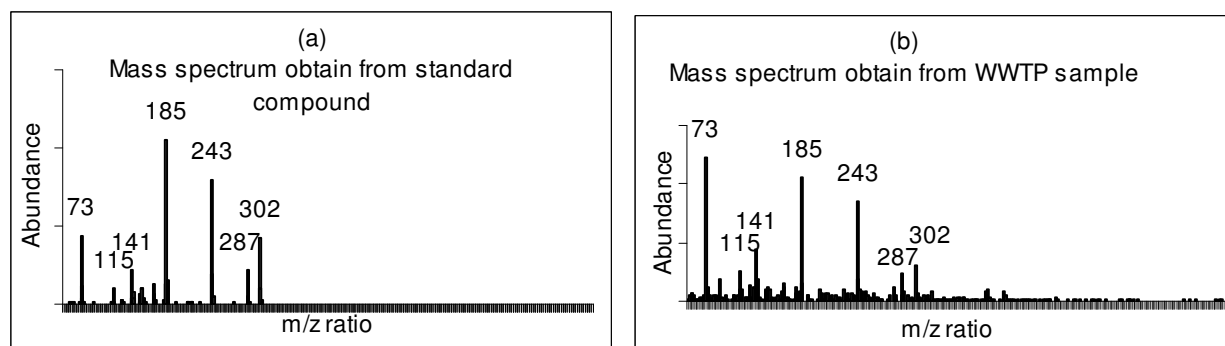 (a)
Mass spectrum obtain from standard
compound
185
243
73
302
141
287
115
Abundance
m/z ratio
(b)
Mass spectrum obtain from WWTP sample
73
185
243
141
302
115
287
Abundance
m/z ratio